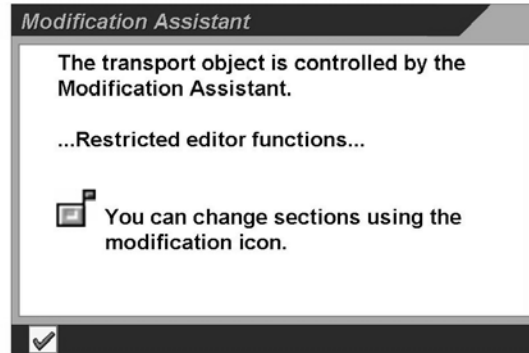 Modification Assistant
The transport object is controlled by the
Modification Assistant.
...Restricted editor functions...
You can change sections using the
modification icon.